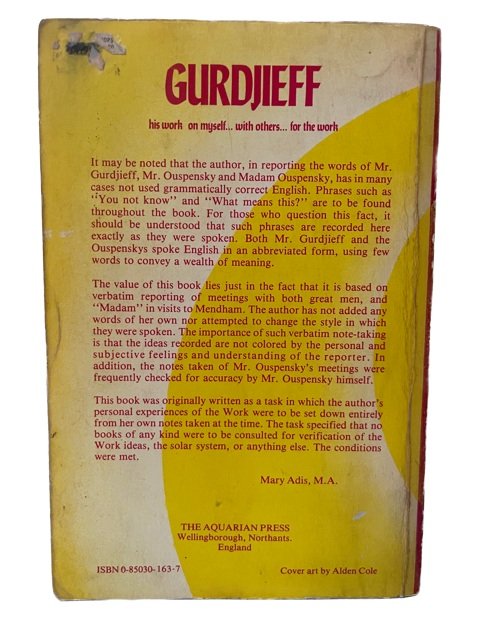 GURDJIEFF
his work on myself... with others... for the work
It may be noted that the author, in reporting the words of Mr.
Gurdjieff, Mr. Ouspensky and Madam Ouspensky, has in many
cases not used grammatically correct English. Phrases such as
"You not know" and "What means this?" are to be found
throughout the book. For those who question this fact, it
should be understood that such phrases are recorded here
exactly as they were spoken. Both Mr. Gurdjieff and the
Ouspenskys spoke English in an abbreviated form, using few
words to convey a wealth of meaning.
The value of this book lies just in the fact that it is based on
verbatim reporting of meetings with both great men, and
"Madam" in visits to Mendham. The author has not added any
words of her own nor attempted to change the style in which
they were spoken. The importance of such verbatim note-taking
is that the ideas recorded are not colored by the personal and
subjective feelings and understanding of the reporter. In
addition, the notes taken of Mr. Ouspensky's meetings were
frequently checked for accuracy by Mr. Ouspensky himself.
This book was originally written as a task in which the author's
personal experiences of the Work were to be set down entirely
from her own notes taken at the time. The task specified that no
books of any kind were to be consulted for verification of the
Work ideas, the solar system, or anything else. The conditions
were met.
Mary Adis, M.A.
THE AQUARIAN PRESS
Wellingborough, Northants.
England
ISBN 0-85030-163-7
Cover art by Alden Cole